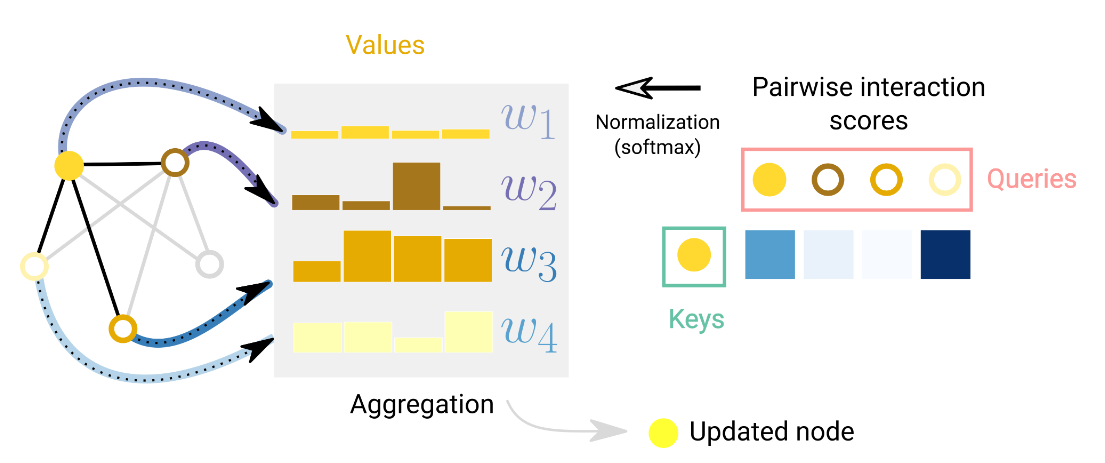 Values
Pairwise interaction
scores
Normalization
(softmax)
w1
w2
w3
w4
Queries
Keys
Aggregation
Updated node